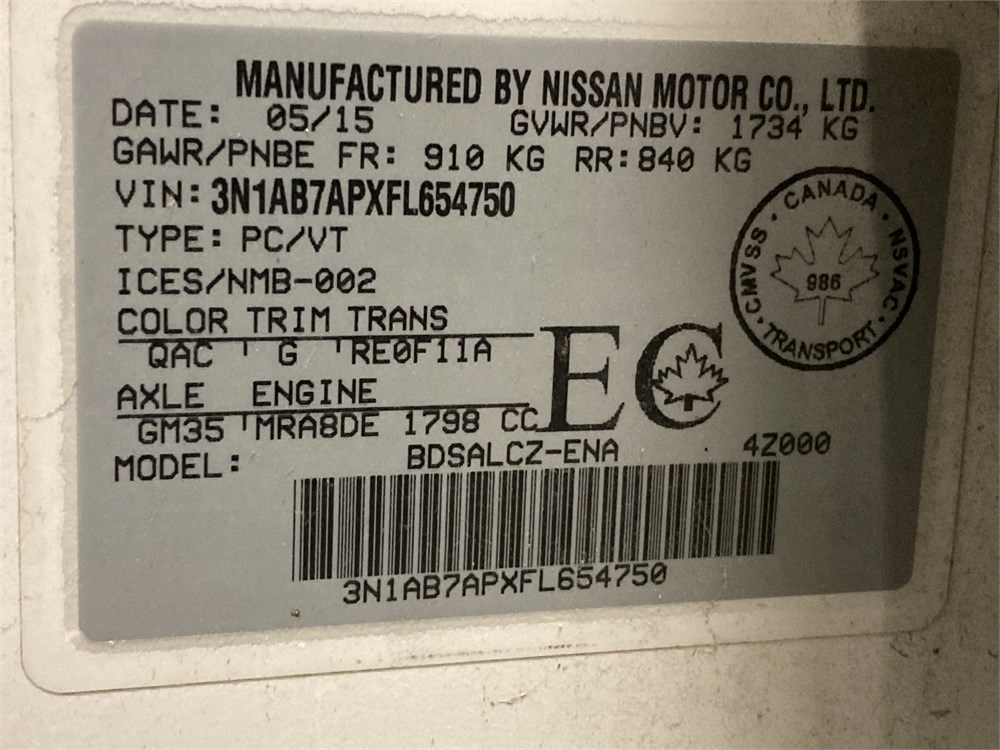 MANUFACTURED BY NISSAN MOTOR CO., LTD.
DATE: 05/15 GVWR/PNBV: 1734 KG
GAWR/PNBE FR: 910 KG RR: 840 KG
VIN: 3N1AB7APXFL654750
TYPE: PC/VT
ICES/NMB-002
COLOR TRIM TRANS
QAC G RE0F11A
AXLE ENGINE
GM35 MRA8DE 1798 CC
EC
CANADA · NSVAC · TRANSPORT · CMVSS ·
986
MODEL: BDSALCZ-ENA 4Z000
3N1AB7APXFL654750